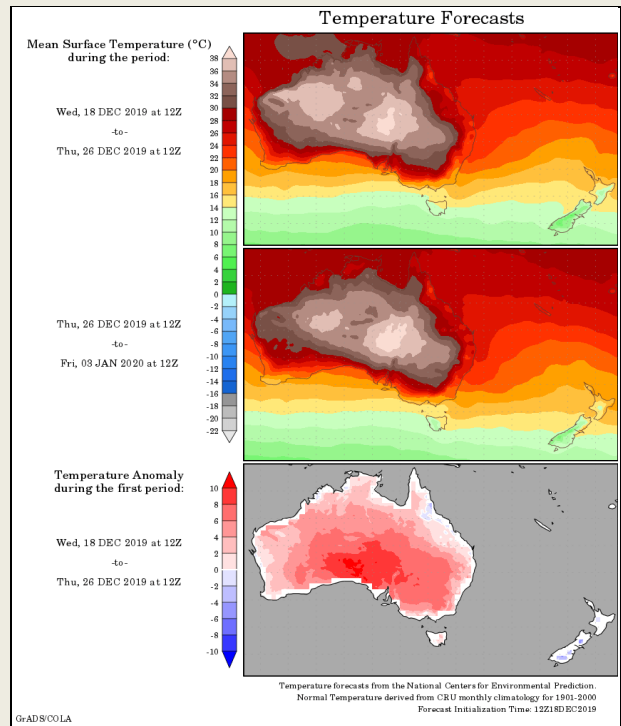 Temperature Forecasts
Mean Surface Temperature (°C)
during the period:
38
36
34
32
30
28
26
24
22
20
18
16
14
12
10
8
6
4
2
0
-2
-4
-6
-8
-10
-12
-14
-16
-18
-20
-22
Wed, 18 DEC 2019 at 12Z
-to-
Thu, 26 DEC 2019 at 12Z
Thu, 26 DEC 2019 at 12Z
-to-
Fri, 03 JAN 2020 at 12Z
Temperature Anomaly
during the first period:
10
8
6
4
2
0
-2
-4
-6
-8
-10
Wed, 18 DEC 2019 at 12Z
-to-
Thu, 26 DEC 2019 at 12Z
Temperature forecasts from the National Centers for Environmental Prediction.
Normal Temperature derived from CRU monthly climatology for 1901-2000
Forecast Initialization Time: 12Z18DEC2019
GrADS/COLA